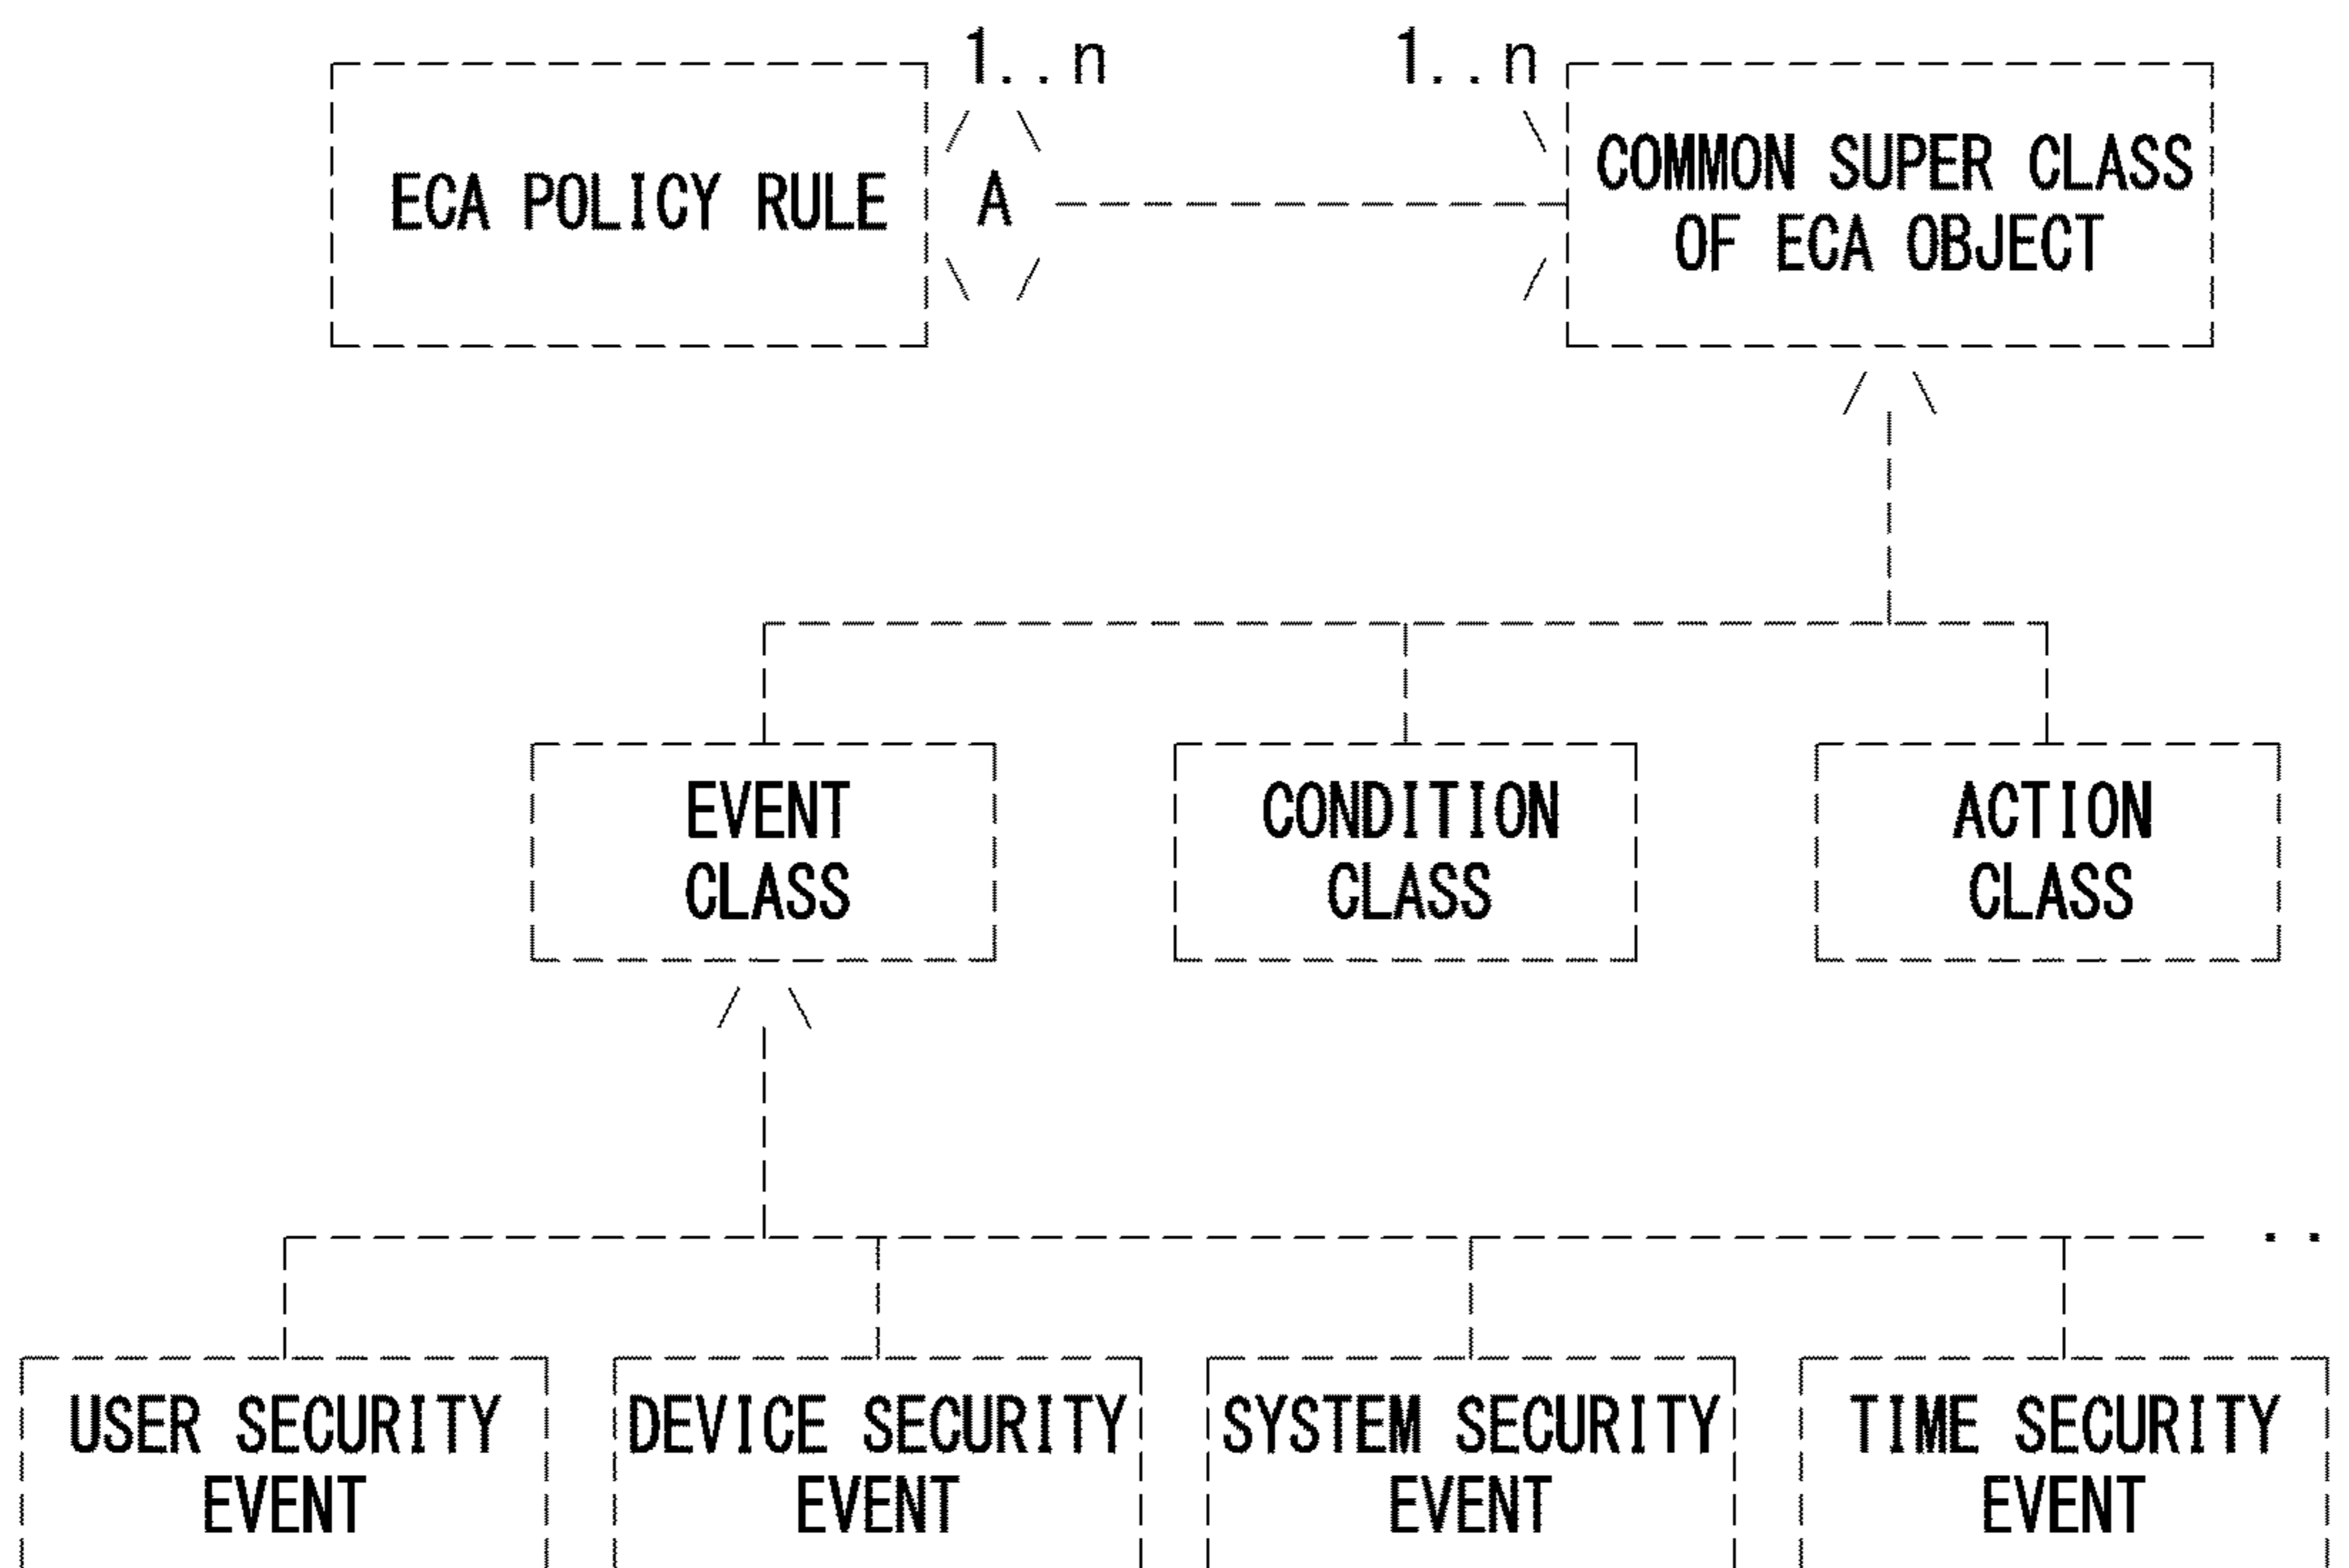 1..n 1..n
ECA POLICY RULE
A
COMMON SUPER CLASS
OF ECA OBJECT
EVENT
CLASS
CONDITION
CLASS
ACTION
CLASS
..
USER SECURITY
EVENT
DEVICE SECURITY
EVENT
SYSTEM SECURITY
EVENT
TIME SECURITY
EVENT